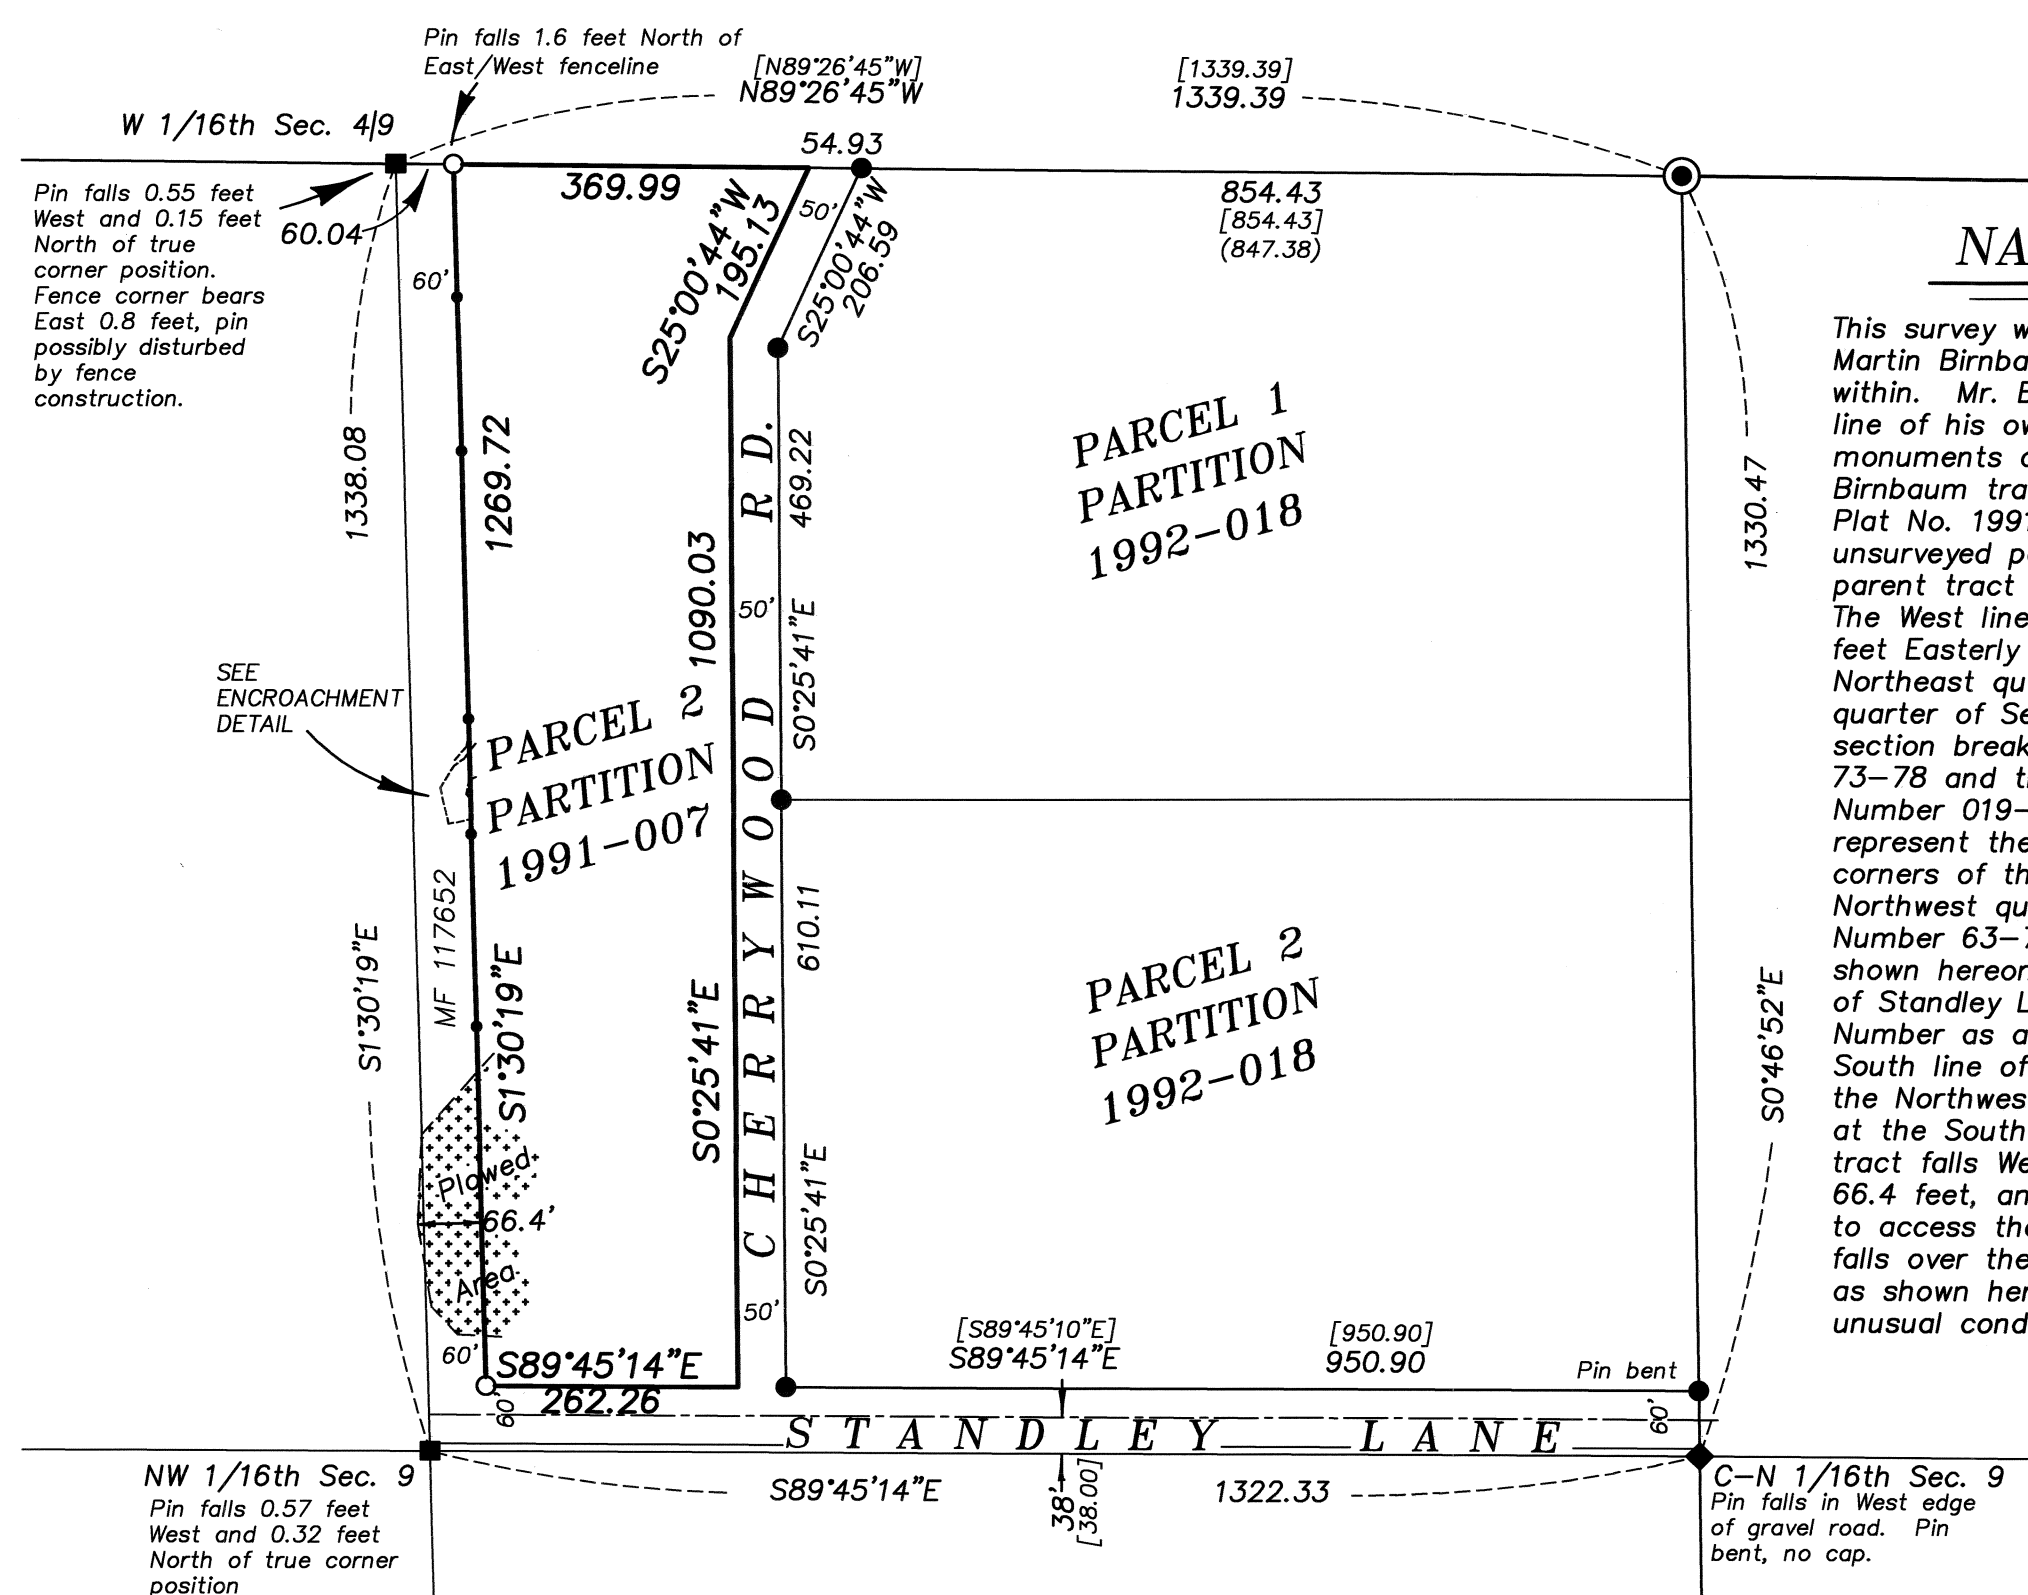 Pin falls 1.6 feet North of
East/West fenceline
[N89°26'45"W]
N89°26'45"W
[1339.39]
1339.39
W 1/16th Sec. 4|9
54.93
369.99
60.04
Pin falls 0.55 feet
West and 0.15 feet
North of true
corner position.
Fence corner bears
East 0.8 feet, pin
possibly disturbed
by fence
construction.
60'
S25°00'44"W
195.13
50'
S25°00'44"W
206.59
854.43
[854.43]
(847.38)
1338.08
1269.72
1090.03
50'
469.22
S0°25'41"E
PARCEL 1
PARTITION
1992-018
1330.47
SEE
ENCROACHMENT
DETAIL
PARCEL 2
PARTITION
1991-007
MF 117652
S1°30'19"E
S1°30'19"E
S0°25'41"E
CHERRYWOOD RD.
610.11
S0°25'41"E
PARCEL 2
PARTITION
1992-018
S0°46'52"E
Plowed
66.4'
Area
60'
S89°45'14"E
262.26
60'
50'
[S89°45'10"E]
S89°45'14"E
[950.90]
950.90
Pin bent
60'
STANDLEY LANE
38'
[38.00]
S89°45'14"E
1322.33
NW 1/16th Sec. 9
Pin falls 0.57 feet
West and 0.32 feet
North of true corner
position
C-N 1/16th Sec. 9
Pin falls in West edge
of gravel road. Pin
bent, no cap.
NA
This survey w
Martin Birnba
within. Mr. B
line of his ow
monuments
Birnbaum tra
Plat No. 1991
unsurveyed p
parent tract
The West line
feet Easterly
Northeast qu
quarter of Se
section break
73-78 and th
Number 019-
represent the
corners of th
Northwest qu
Number 63-7
shown hereon
of Standley L
Number as a
South line of
the Northwes
at the South
tract falls We
66.4 feet, an
to access the
falls over the
as shown her
unusual cond